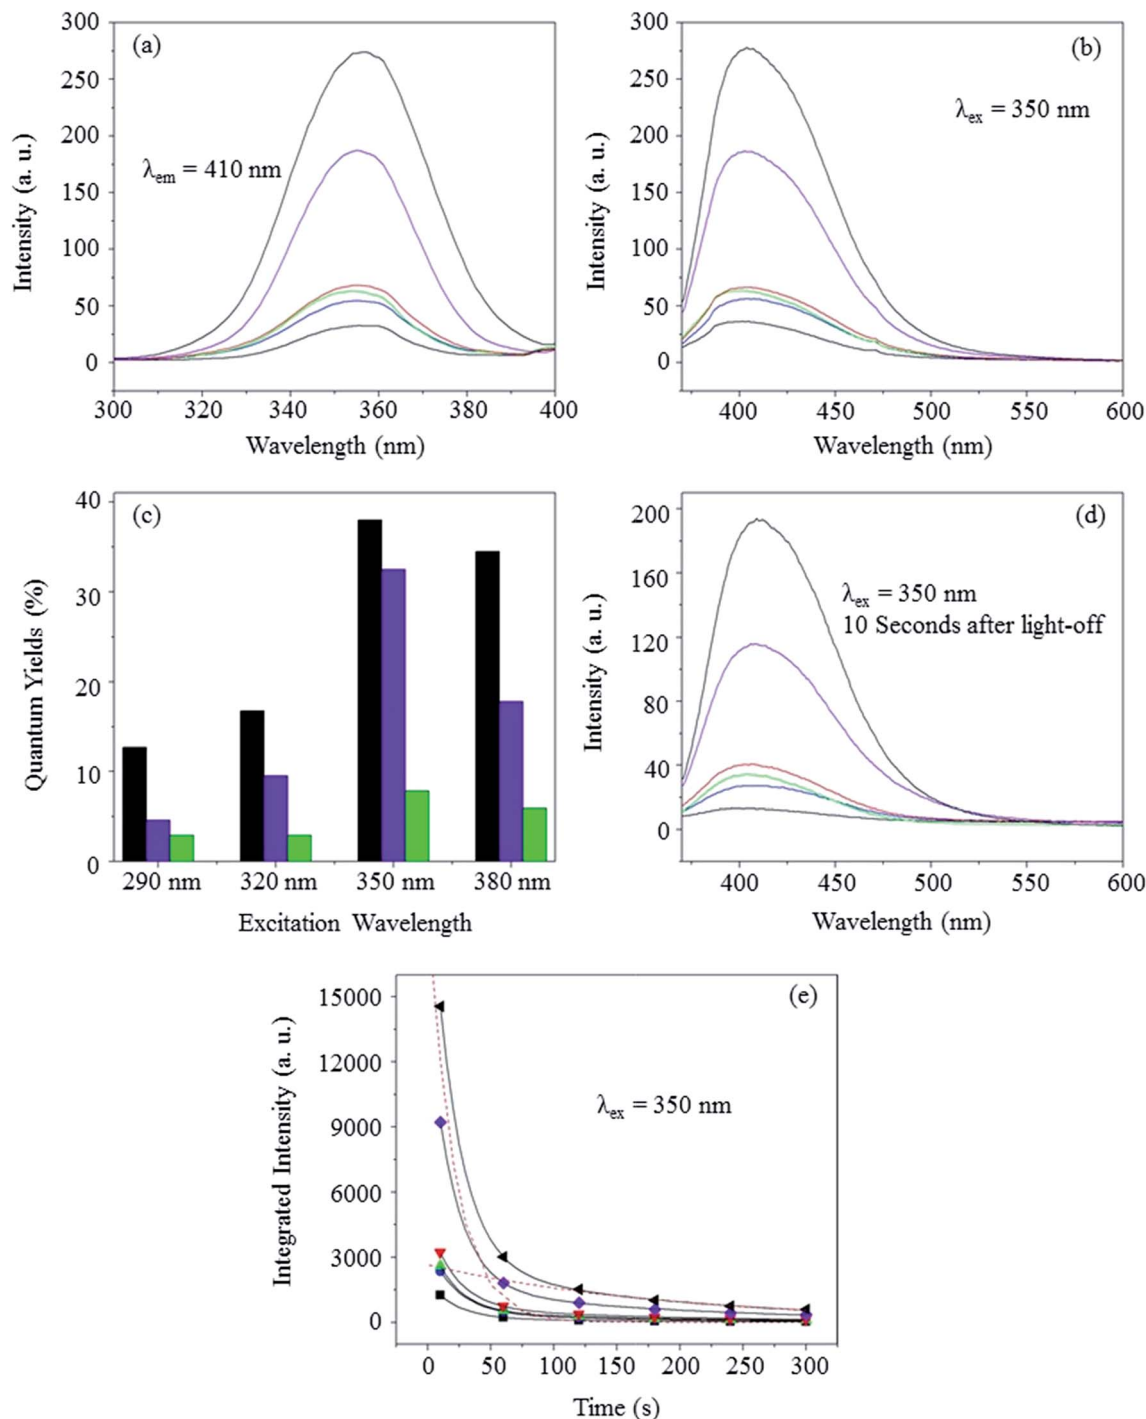 (a)
300
250
200
150
100
50
0
Intensity (a. u.)
λem = 410 nm
300 320 340 360 380 400
Wavelength (nm)
(b)
300
250
200
150
100
50
0
Intensity (a. u.)
λex = 350 nm
400 450 500 550 600
Wavelength (nm)
(c)
40
30
20
10
0
Quantum Yields (%)
290 nm 320 nm 350 nm 380 nm
Excitation Wavelength
(d)
200
160
120
80
40
0
Intensity (a. u.)
λex = 350 nm
10 Seconds after light-off
400 450 500 550 600
Wavelength (nm)
(e)
15000
12000
9000
6000
3000
0
Integrated Intensity (a. u.)
λex = 350 nm
0 50 100 150 200 250 300
Time (s)